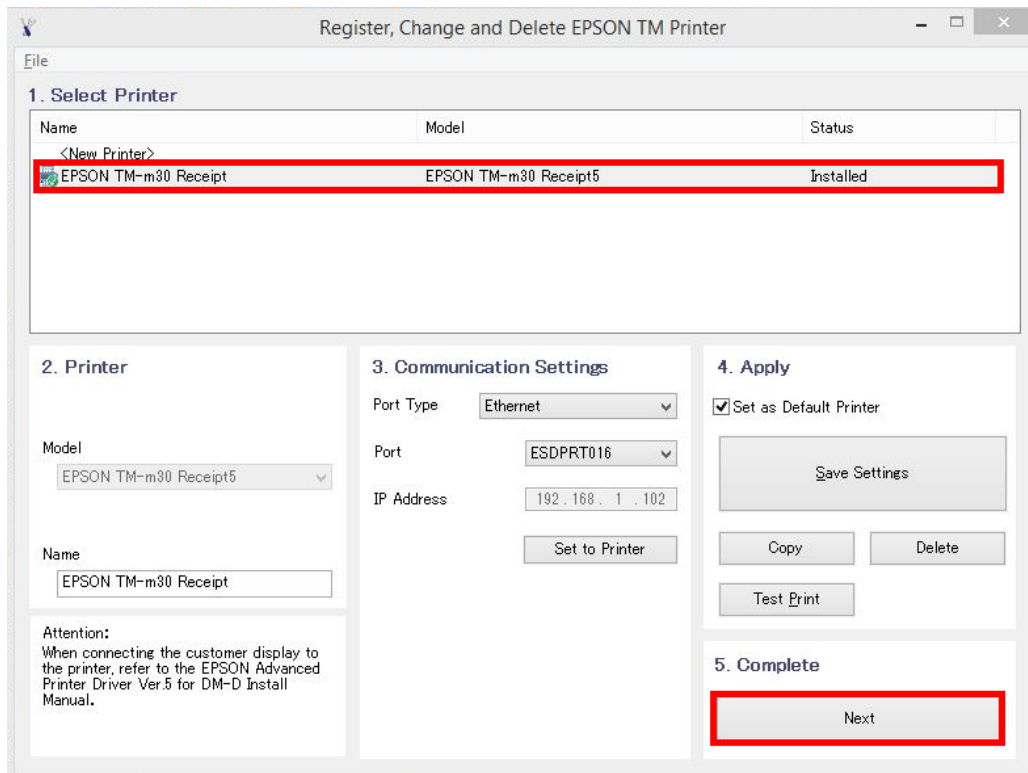 Register, Change and Delete EPSON TM Printer
File
1. Select Printer
Name Model Status
<New Printer>
EPSON TM-m30 Receipt EPSON TM-m30 Receipt5 Installed
2. Printer
Model
EPSON TM-m30 Receipt5
Name
EPSON TM-m30 Receipt
Attention:
When connecting the customer display to
the printer, refer to the EPSON Advanced
Printer Driver Ver.5 for DM-D Install
Manual.
3. Communication Settings
Port Type Ethernet
Port ESDPRT016
IP Address 192 . 168 . 1 . 102
Set to Printer
4. Apply
Set as Default Printer
Save Settings
Copy Delete
Test Print
5. Complete
Next